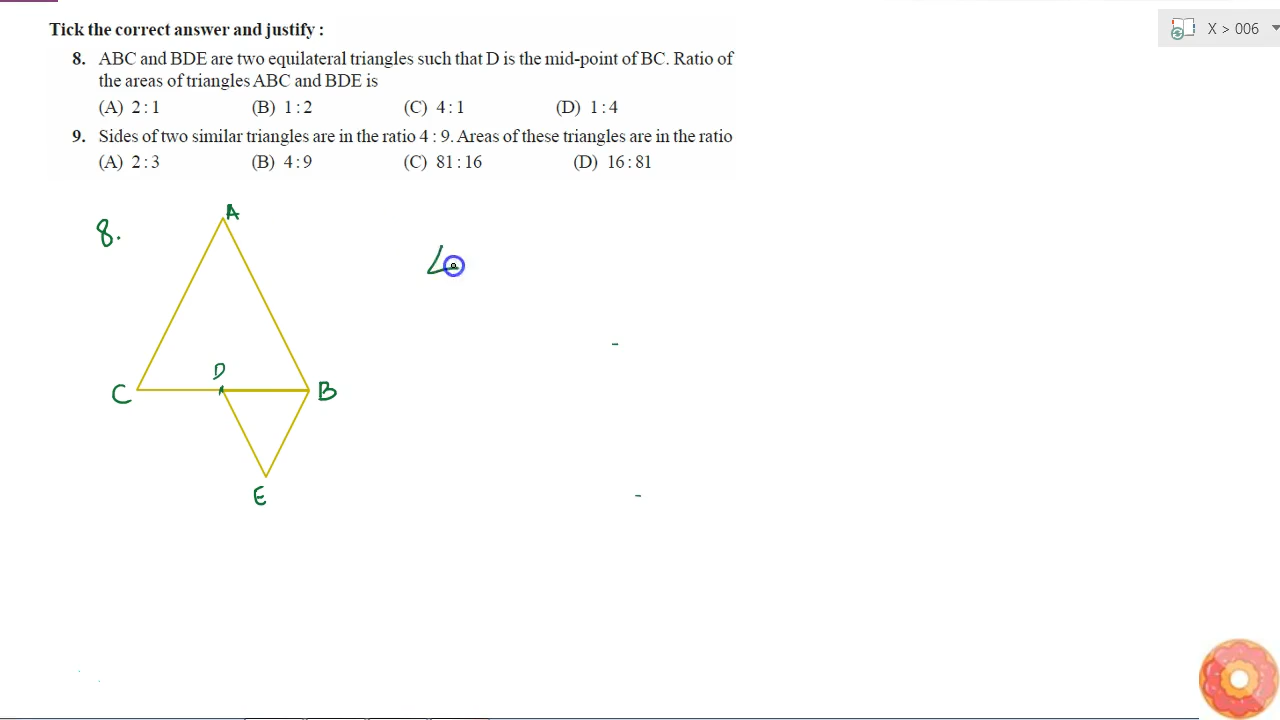 Tick the correct answer and justify :
X > 006
8. ABC and BDE are two equilateral triangles such that D is the mid-point of BC. Ratio of
the areas of triangles ABC and BDE is
(A) 2 : 1 (B) 1 : 2 (C) 4 : 1 (D) 1 : 4
9. Sides of two similar triangles are in the ratio 4 : 9. Areas of these triangles are in the ratio
(A) 2 : 3 (B) 4 : 9 (C) 81 : 16 (D) 16 : 81
8.
A
D
C
B
E